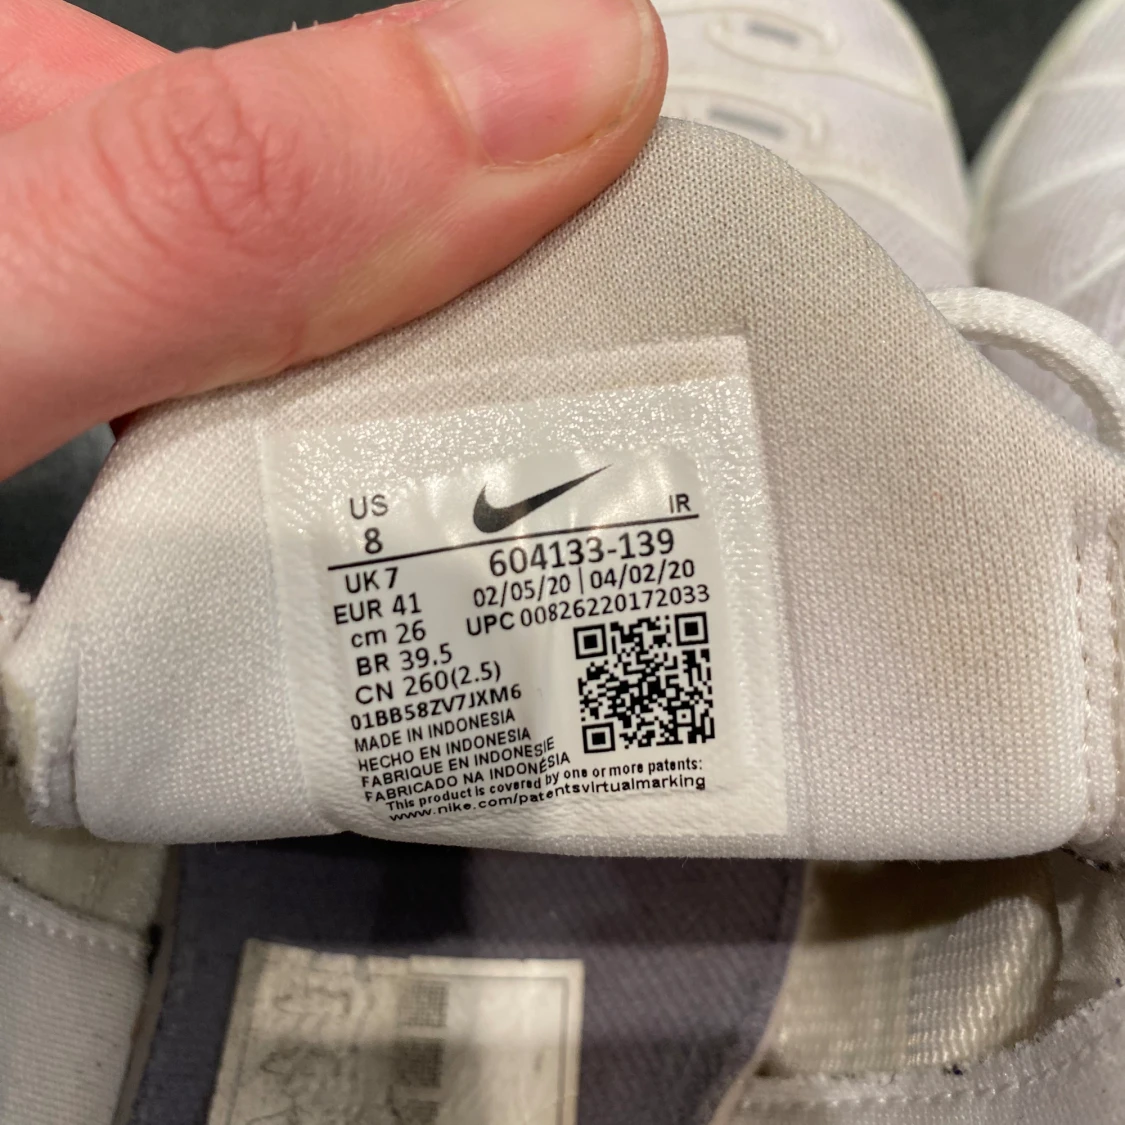 US
8
IR
604133-139
02/05/20 | 04/02/20
UPC 00826220172033
UK 7
EUR 41
cm 26
BR 39.5
CN 260(2.5)
01BB58ZV7JXM6
MADE IN INDONESIA
HECHO EN INDONESIA
FABRIQUE EN INDONESIE
FABRICADO NA INDONÉSIA
This product is covered by one or more patents:
www.nike.com/patentsvirtualmarking